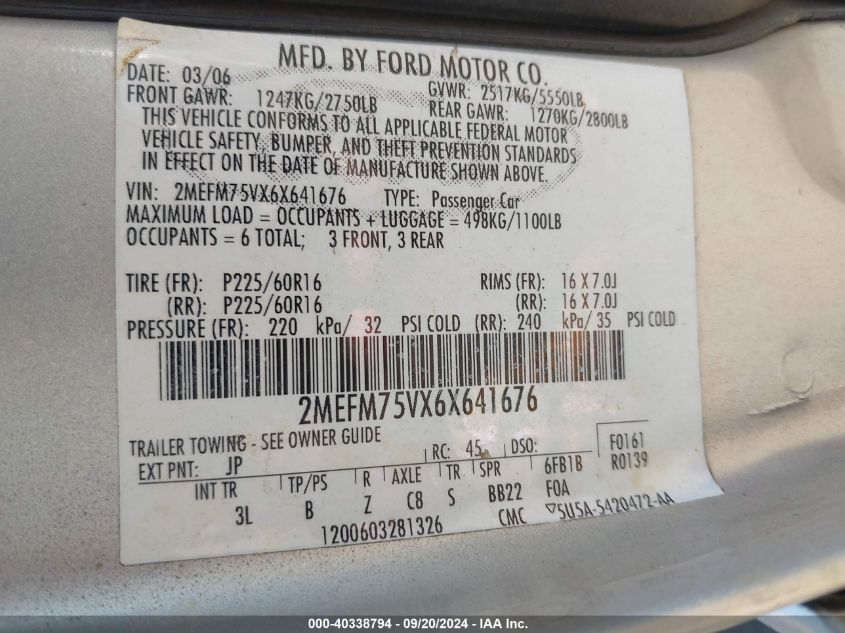 MFD. BY FORD MOTOR CO.
DATE: 03/06 GVWR: 2517KG/5550LB
FRONT GAWR: 1247KG/2750LB REAR GAWR: 1270KG/2800LB
THIS VEHICLE CONFORMS TO ALL APPLICABLE FEDERAL MOTOR
VEHICLE SAFETY, BUMPER, AND THEFT PREVENTION STANDARDS
IN EFFECT ON THE DATE OF MANUFACTURE SHOWN ABOVE.
VIN: 2MEFM75VX6X641676 TYPE: Passenger Car
MAXIMUM LOAD = OCCUPANTS + LUGGAGE = 498KG/1100LB
OCCUPANTS = 6 TOTAL; 3 FRONT, 3 REAR
TIRE (FR): P225/60R16 RIMS (FR): 16 X 7.0J
(RR): P225/60R16 (RR): 16 X 7.0J
PRESSURE (FR): 220 kPa/ 32 PSI COLD (RR): 240 kPa/ 35 PSI COLD
2MEFM75VX6X641676
TRAILER TOWING - SEE OWNER GUIDE
EXT PNT: JP RC: 45 DSO: F0161
INT TR TP/PS R AXLE TR SPR 6FB1B R0139
3L B Z C8 S BB22 F0A
1200603281326 CMC ▽5U5A-5420472-AA
000-40338794 - 09/20/2024 - IAA Inc.